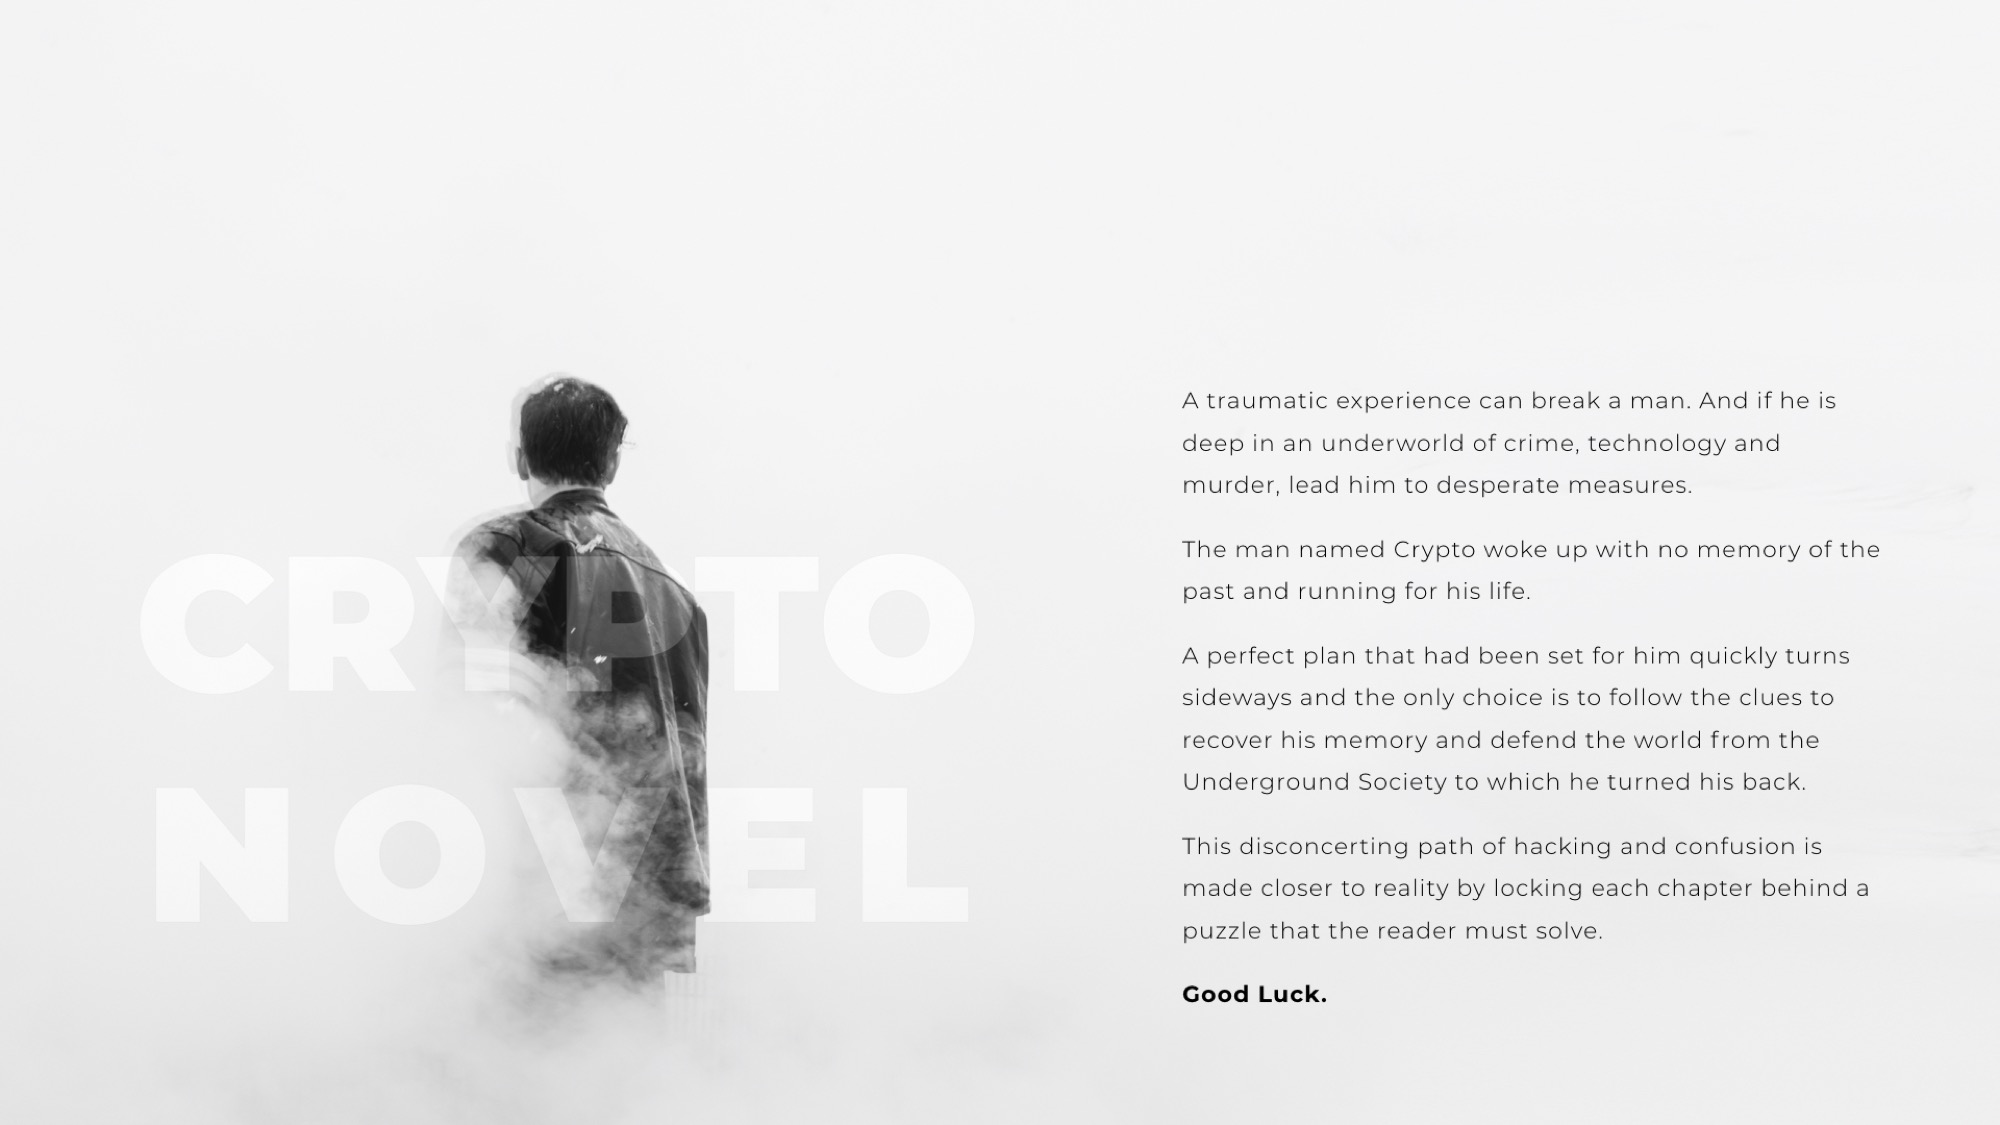 CRYPTO
NOVEL
A traumatic experience can break a man. And if he is
deep in an underworld of crime, technology and
murder, lead him to desperate measures.
The man named Crypto woke up with no memory of the
past and running for his life.
A perfect plan that had been set for him quickly turns
sideways and the only choice is to follow the clues to
recover his memory and defend the world from the
Underground Society to which he turned his back.
This disconcerting path of hacking and confusion is
made closer to reality by locking each chapter behind a
puzzle that the reader must solve.
Good Luck.